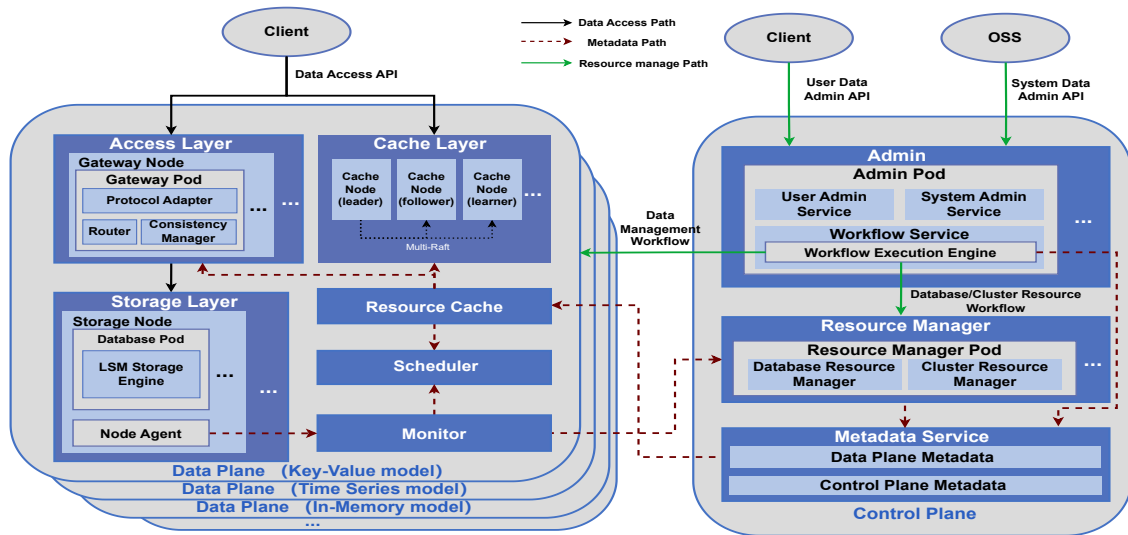 Client
Data Access API
Data Access Path
Metadata Path
Resource manage Path
Client
OSS
User Data
Admin API
System Data
Admin API
Access Layer
Gateway Node
Gateway Pod
Protocol Adapter
Router
Consistency
Manager
...
...
Cache Layer
Cache
Node
(leader)
Cache
Node
(follower)
Cache
Node
(learner)
...
Multi-Raft
Storage Layer
Storage Node
Database Pod
LSM Storage
Engine
...
...
...
Node Agent
Resource Cache
Scheduler
Monitor
Data Plane (Key-Value model)
Data Plane (Time Series model)
Data Plane (In-Memory model)
...
Data
Management
Workflow
Admin
Admin Pod
User Admin
Service
System Admin
Service
Workflow Service
Workflow Execution Engine
...
Database/Cluster Resource
Workflow
Resource Manager
Resource Manager Pod
Database Resource
Manager
Cluster Resource
Manager
...
Metadata Service
Data Plane Metadata
Control Plane Metadata
Control Plane